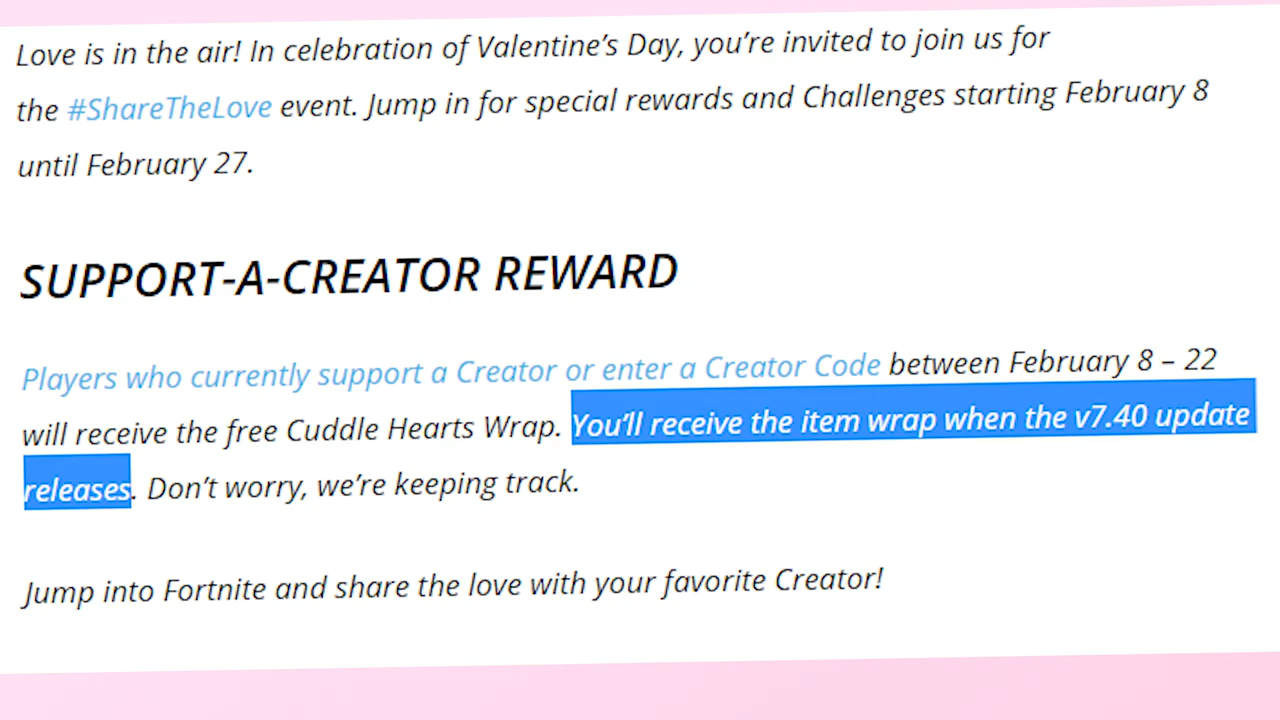 Love is in the air! In celebration of Valentine’s Day, you’re invited to join us for
the #ShareTheLove event. Jump in for special rewards and Challenges starting February 8
until February 27.
SUPPORT-A-CREATOR REWARD
Players who currently support a Creator or enter a Creator Code between February 8 – 22
will receive the free Cuddle Hearts Wrap. You’ll receive the item wrap when the v7.40 update
releases. Don’t worry, we’re keeping track.
Jump into Fortnite and share the love with your favorite Creator!